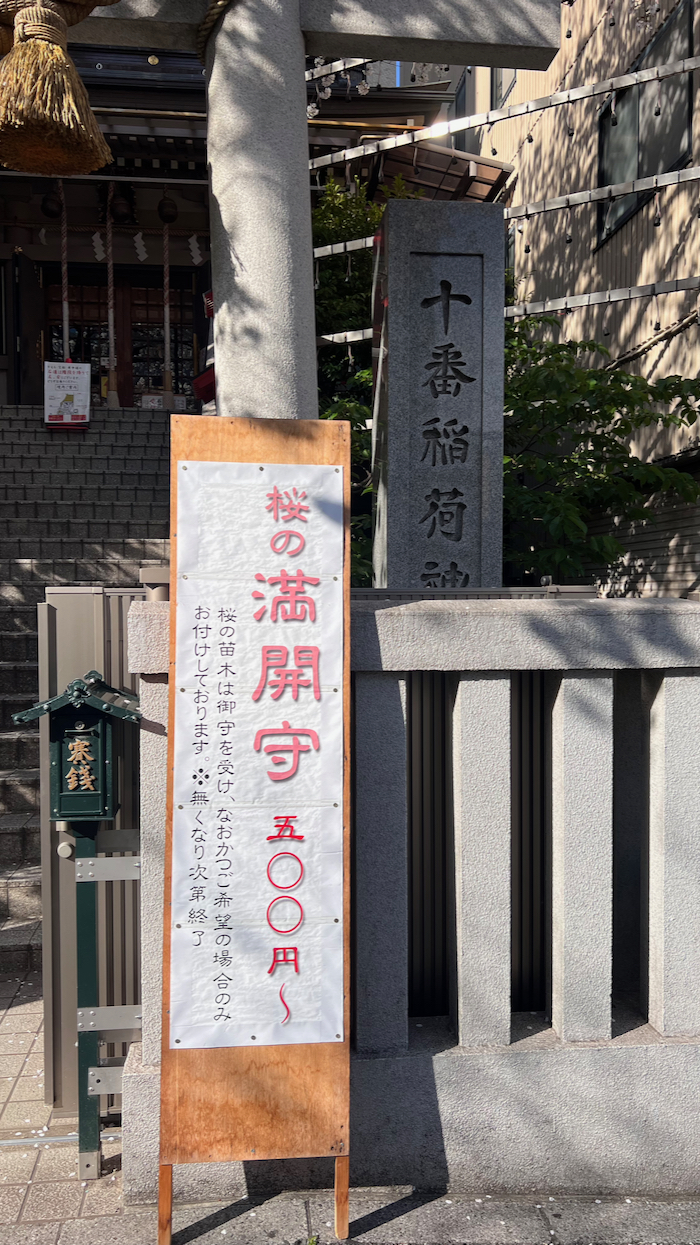 十番稲荷神
桜の満開守 五〇〇円～
桜の苗木は御守を受け、なおかつご希望の場合のみ
お付けしております。※無くなり次第終了
賽銭